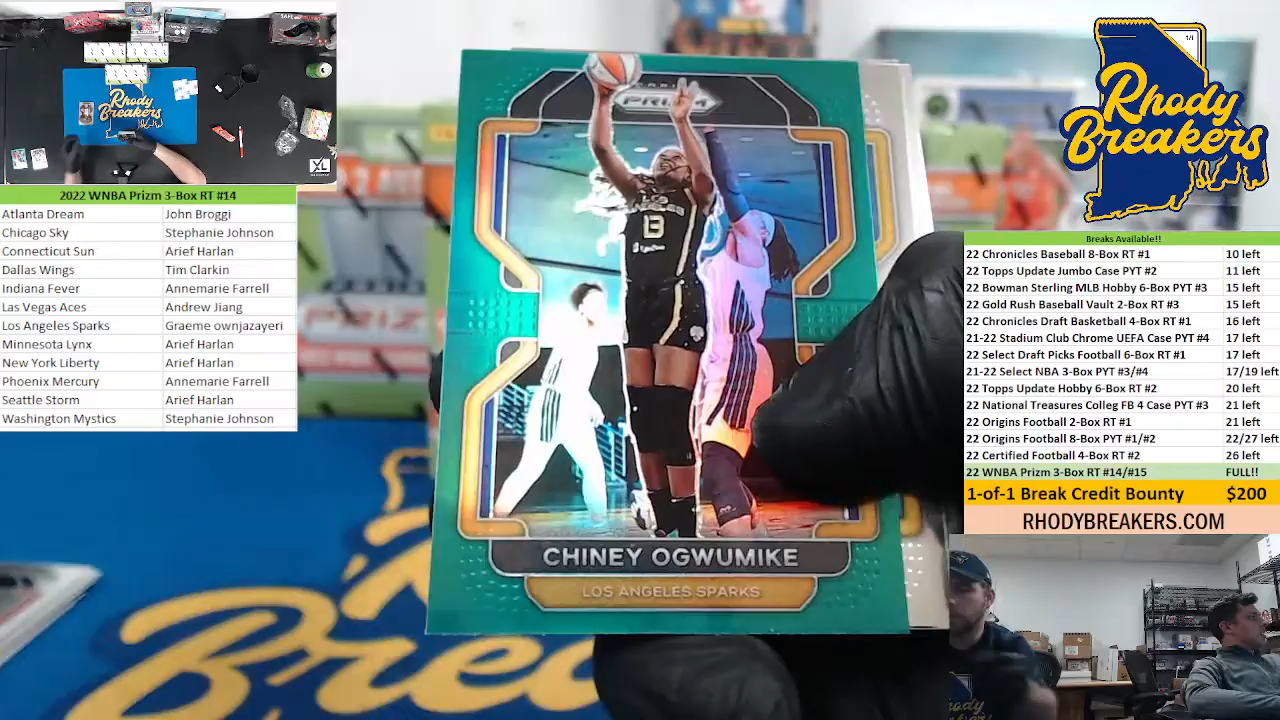 Rhody
BREAKERS
XL
2022 WNBA Prizm 3-Box RT #14
Atlanta Dream John Broggi
Chicago Sky Stephanie Johnson
Connecticut Sun Arief Harlan
Dallas Wings Tim Clarkin
Indiana Fever Annemarie Farrell
Las Vegas Aces Andrew Jiang
Los Angeles Sparks Graeme ownjazayeri
Minnesota Lynx Arief Harlan
New York Liberty Arief Harlan
Phoenix Mercury Annemarie Farrell
Seattle Storm Arief Harlan
Washington Mystics Stephanie Johnson
PRIZM
13
CHINEY OGWUMIKE
LOS ANGELES SPARKS
1/1
Rhody
Breakers
Breaks Available!!
22 Chronicles Baseball 8-Box RT #1 10 left
22 Topps Update Jumbo Case PYT #2 11 left
22 Bowman Sterling MLB Hobby 6-Box PYT #3 15 left
22 Gold Rush Baseball Vault 2-Box RT #3 15 left
22 Chronicles Draft Basketball 4-Box RT #1 16 left
21-22 Stadium Club Chrome UEFA Case PYT #4 17 left
22 Select Draft Picks Football 6-Box RT #1 17 left
21-22 Select NBA 3-Box PYT #3/#4 17/19 left
22 Topps Update Hobby 6-Box RT #2 20 left
22 National Treasures Colleg FB 4 Case PYT #3 21 left
22 Origins Football 2-Box RT #1 21 left
22 Origins Football 8-Box PYT #1/#2 22/27 left
22 Certified Football 4-Box RT #2 26 left
22 WNBA Prizm 3-Box RT #14/#15 FULL!!
1-of-1 Break Credit Bounty $200
RHODYBREAKERS.COM
Rhody